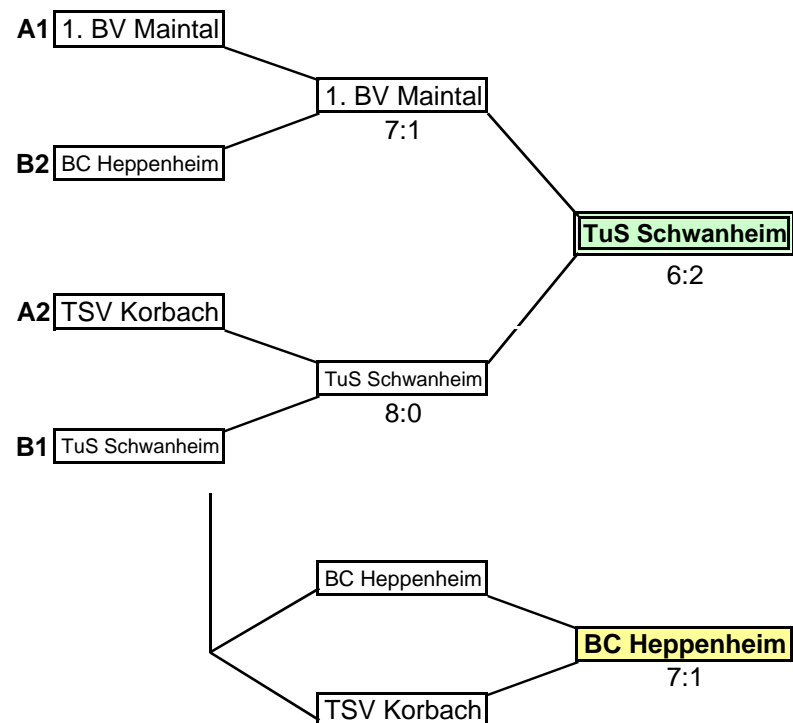 A1 1. BV Maintal
1. BV Maintal
7:1
B2 BC Heppenheim
TuS Schwanheim
6:2
A2 TSV Korbach
TuS Schwanheim
8:0
B1 TuS Schwanheim
BC Heppenheim
BC Heppenheim
7:1
TSV Korbach